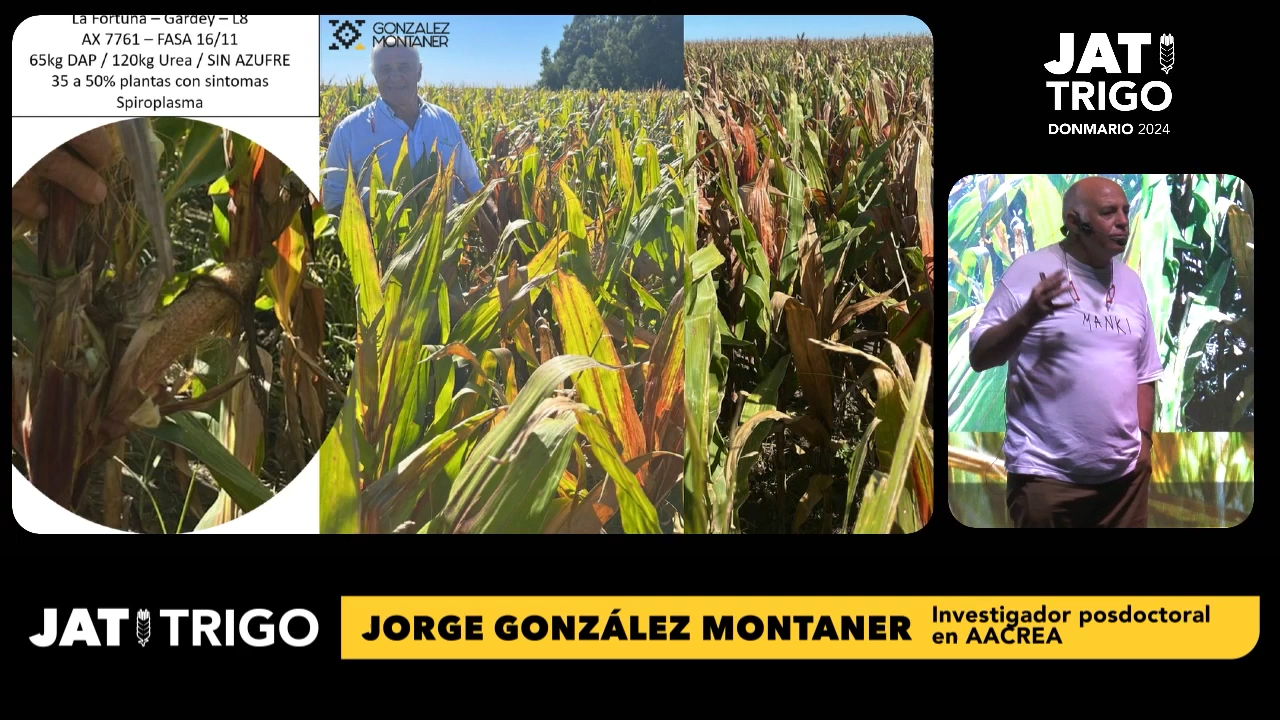 La Fortuna – Gardey – L8
AX 7761 – FASA 16/11
65kg DAP / 120kg Urea / SIN AZUFRE
35 a 50% plantas con sintomas
Spiroplasma
GONZALEZ
MONTANER
JAT
TRIGO
DONMARIO 2024
MANKI
JAT TRIGO
JORGE GONZÁLEZ MONTANER
Investigador posdoctoral
en AACREA